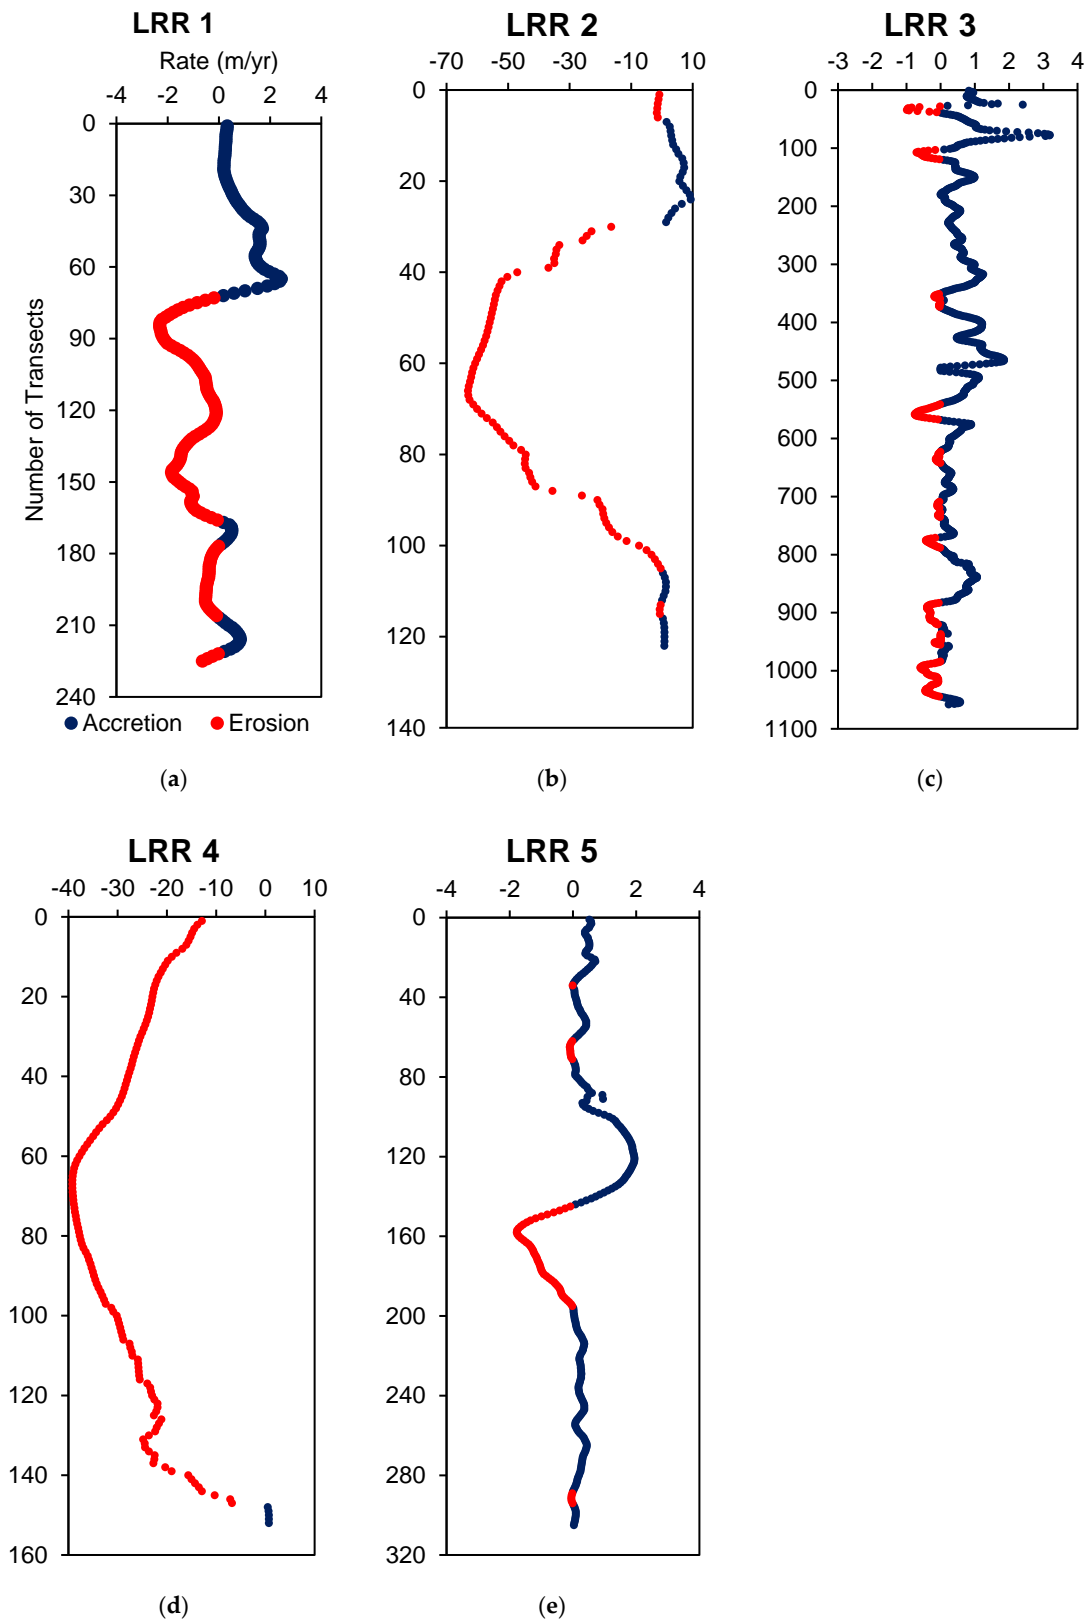 LRR 1
Rate (m/yr)
-4 -2 0 2 4
0
30
60
90
120
150
180
210
240
Number of Transects
Accretion Erosion
(a)
LRR 2
-70 -50 -30 -10 10
0
20
40
60
80
100
120
140
(b)
LRR 3
-3 -2 -1 0 1 2 3 4
0
100
200
300
400
500
600
700
800
900
1000
1100
(c)
LRR 4
-40 -30 -20 -10 0 10
0
20
40
60
80
100
120
140
160
(d)
LRR 5
-4 -2 0 2 4
0
40
80
120
160
200
240
280
320
(e)